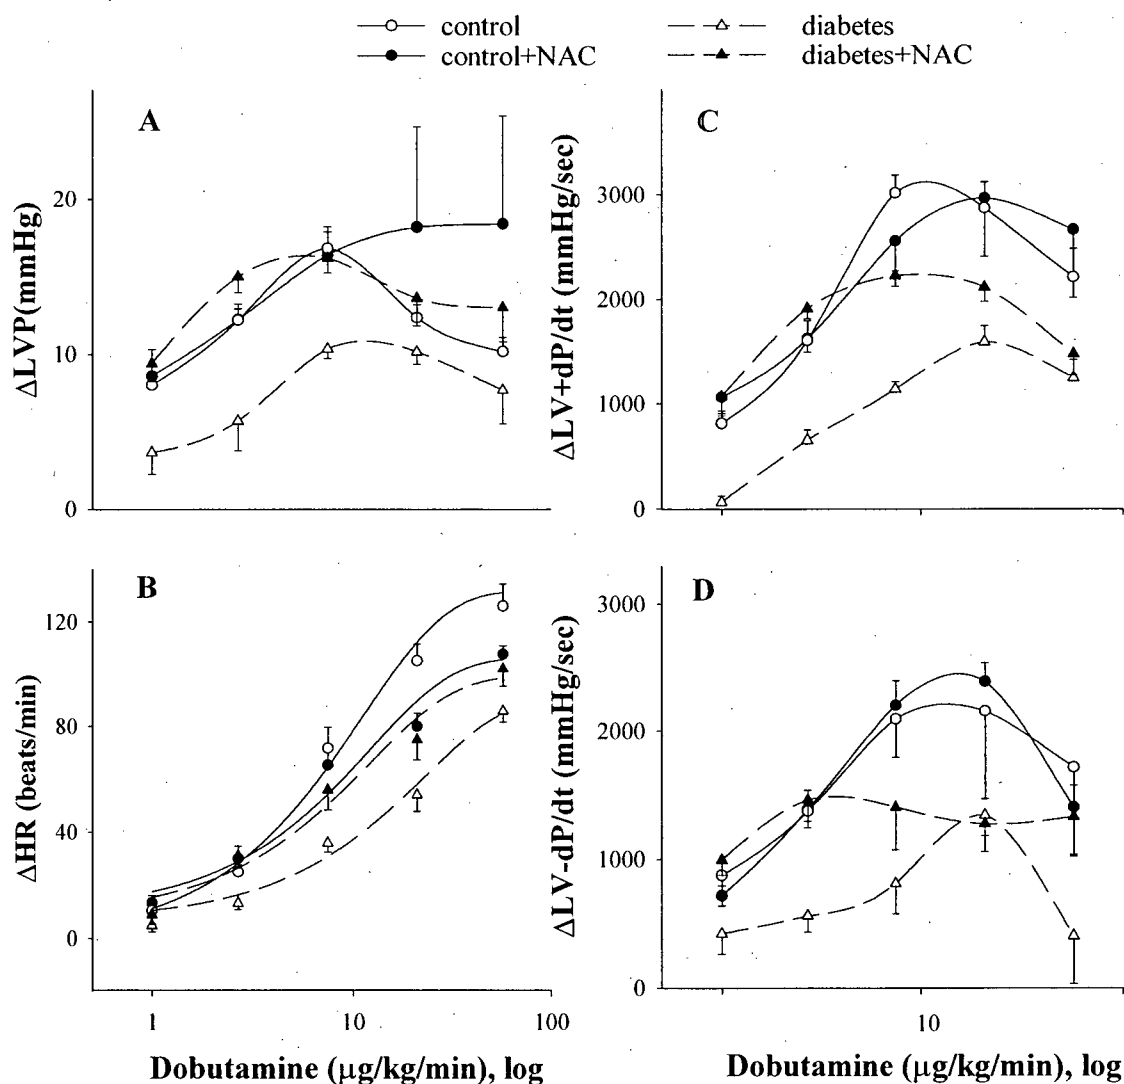 control
diabetes
control+NAC
diabetes+NAC
A
ΔLVP(mmHg)
20
10
0
C
ΔLV+dP/dt (mmHg/sec)
3000
2000
1000
0
B
ΔHR (beats/min)
120
80
40
0
1
10
100
Dobutamine (μg/kg/min), log
D
ΔLV-dP/dt (mmHg/sec)
3000
2000
1000
0
10
Dobutamine (μg/kg/min), log